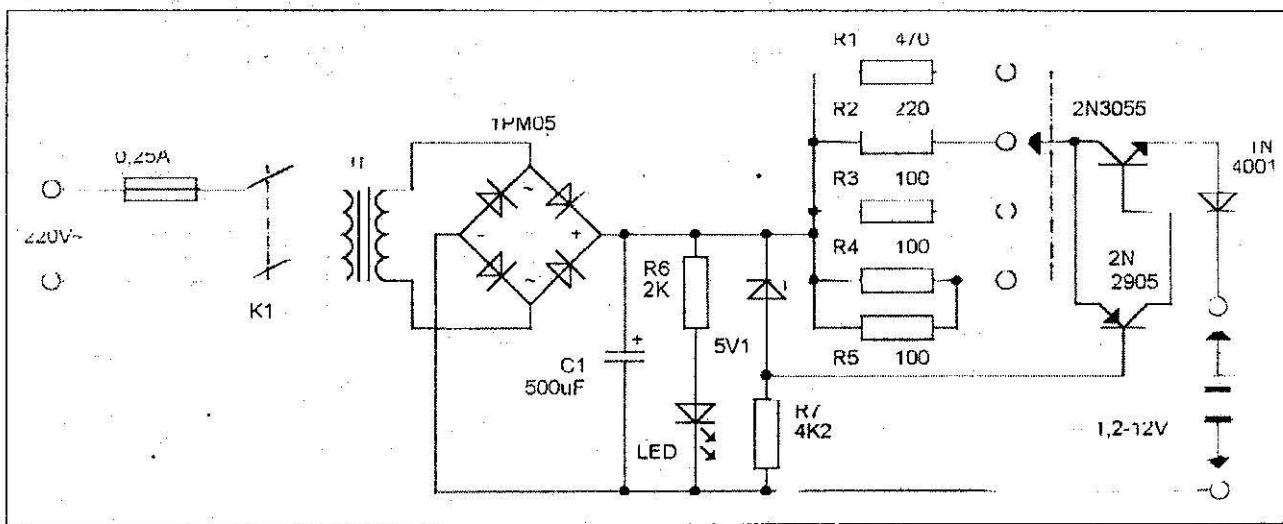 R1 470
R2 220
1PM05
2N3055
0,25A
1N
4001
R3 100
220V~
~
-
+
~
R4 100
R6
2K
2N
2905
K1
+
5V1
R5 100
C1
500uF
R7
4K2
LED
1,2-12V